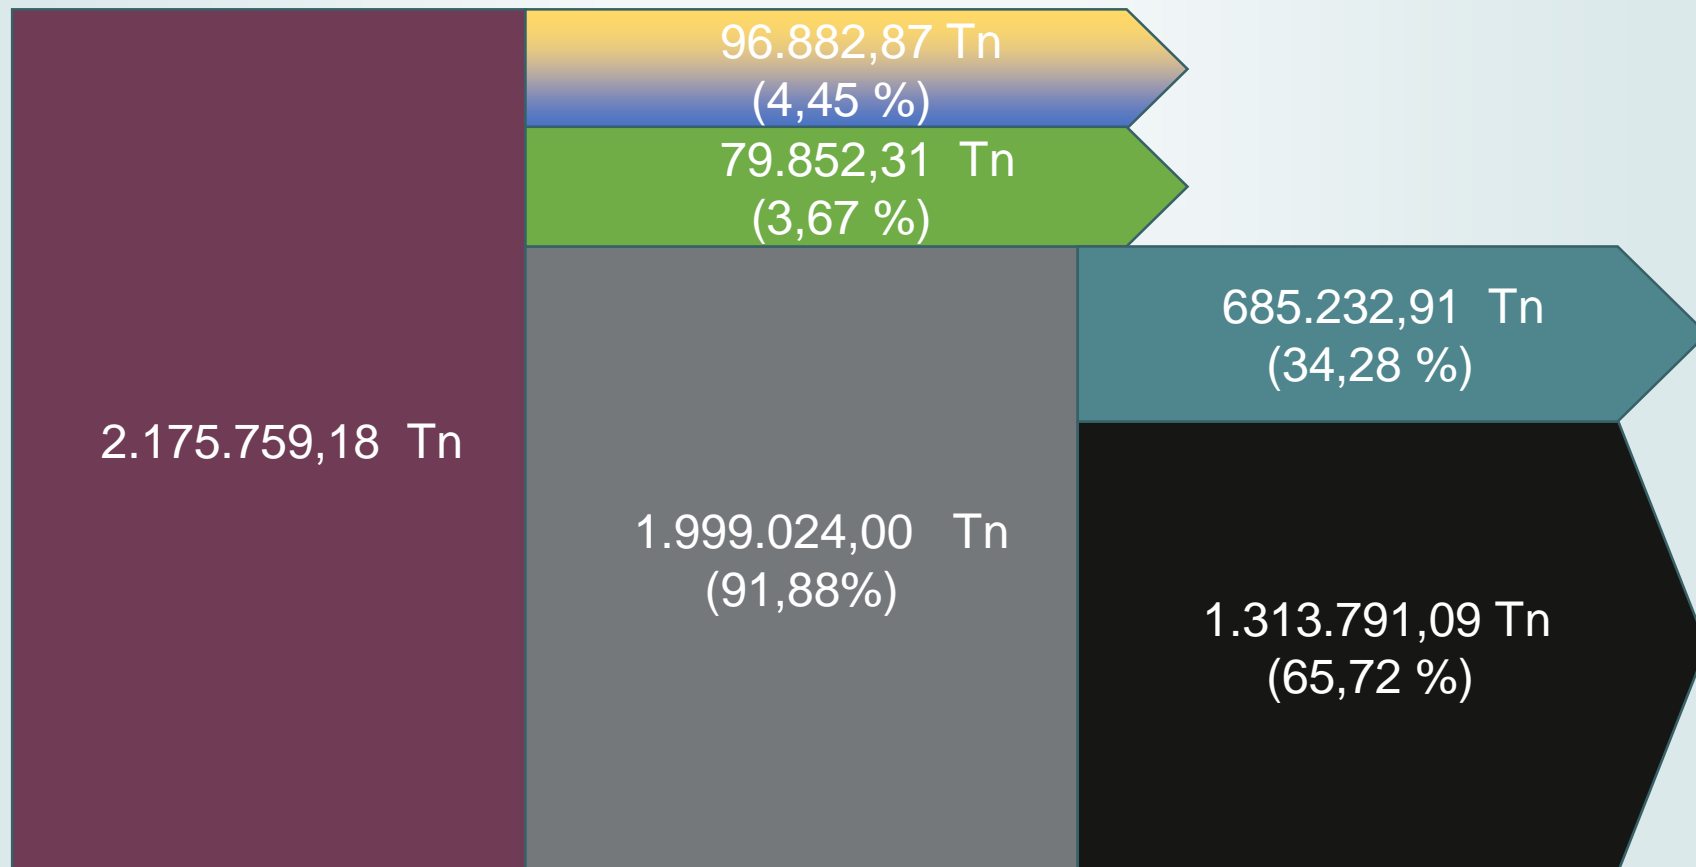 2.175.759,18 Tn
96.882,87 Tn
(4,45 %)
79.852,31 Tn
(3,67 %)
1.999.024,00 Tn
(91,88%)
685.232,91 Tn
(34,28 %)
1.313.791,09 Tn
(65,72 %)